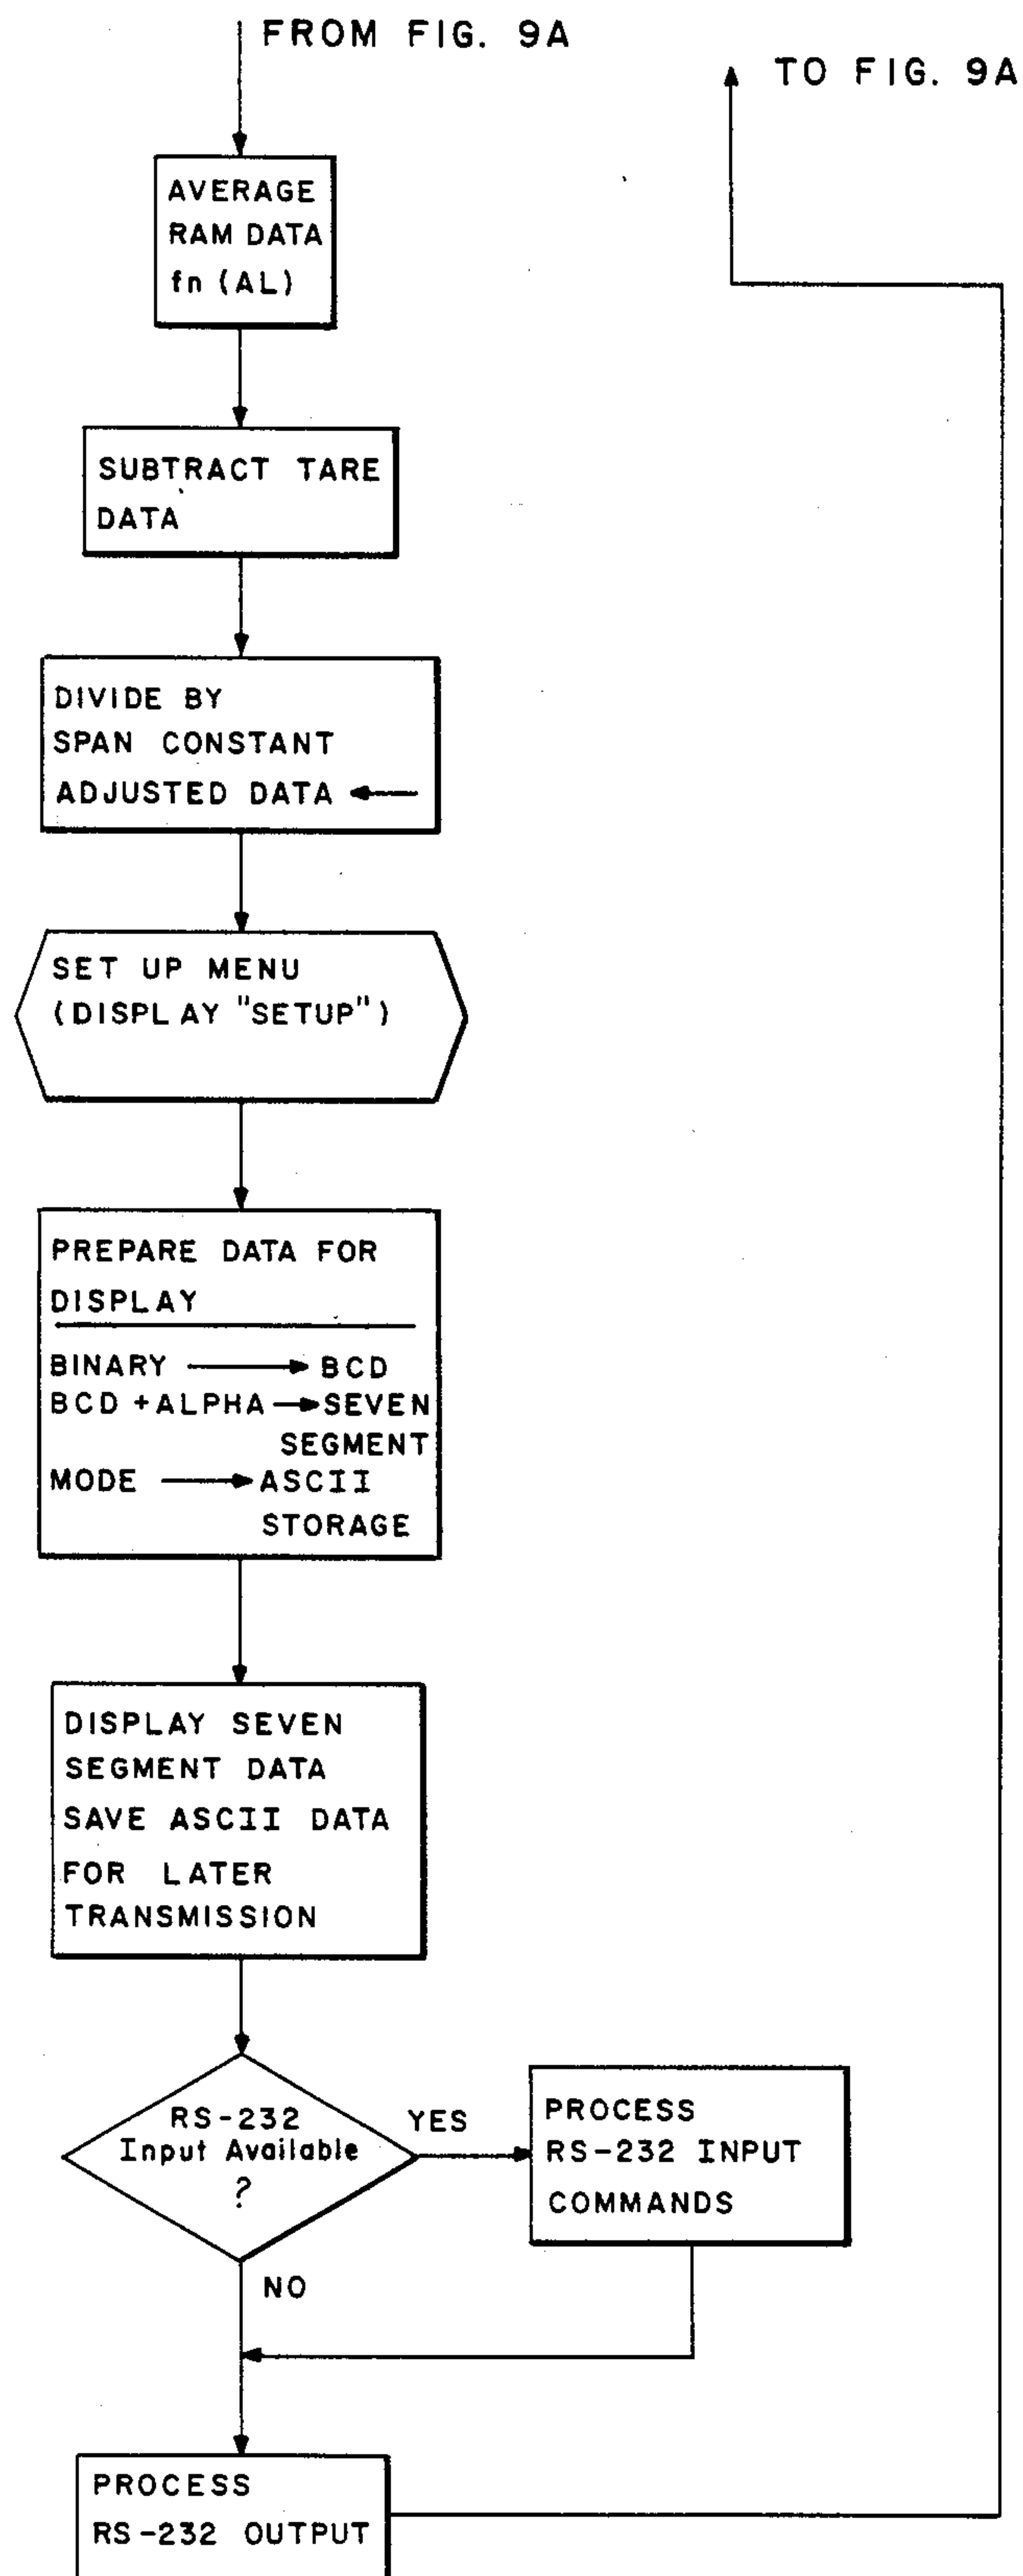 FROM FIG. 9A
TO FIG. 9A
AVERAGE
RAM DATA
fn (AL)
SUBTRACT TARE
DATA
DIVIDE BY
SPAN CONSTANT
ADJUSTED DATA ←
SET UP MENU
(DISPLAY "SETUP")
PREPARE DATA FOR
DISPLAY
BINARY → BCD
BCD + ALPHA → SEVEN
SEGMENT
MODE → ASCII
STORAGE
DISPLAY SEVEN
SEGMENT DATA
SAVE ASCII DATA
FOR LATER
TRANSMISSION
RS-232
Input Available
?
YES
PROCESS
RS-232 INPUT
COMMANDS
NO
PROCESS
RS-232 OUTPUT